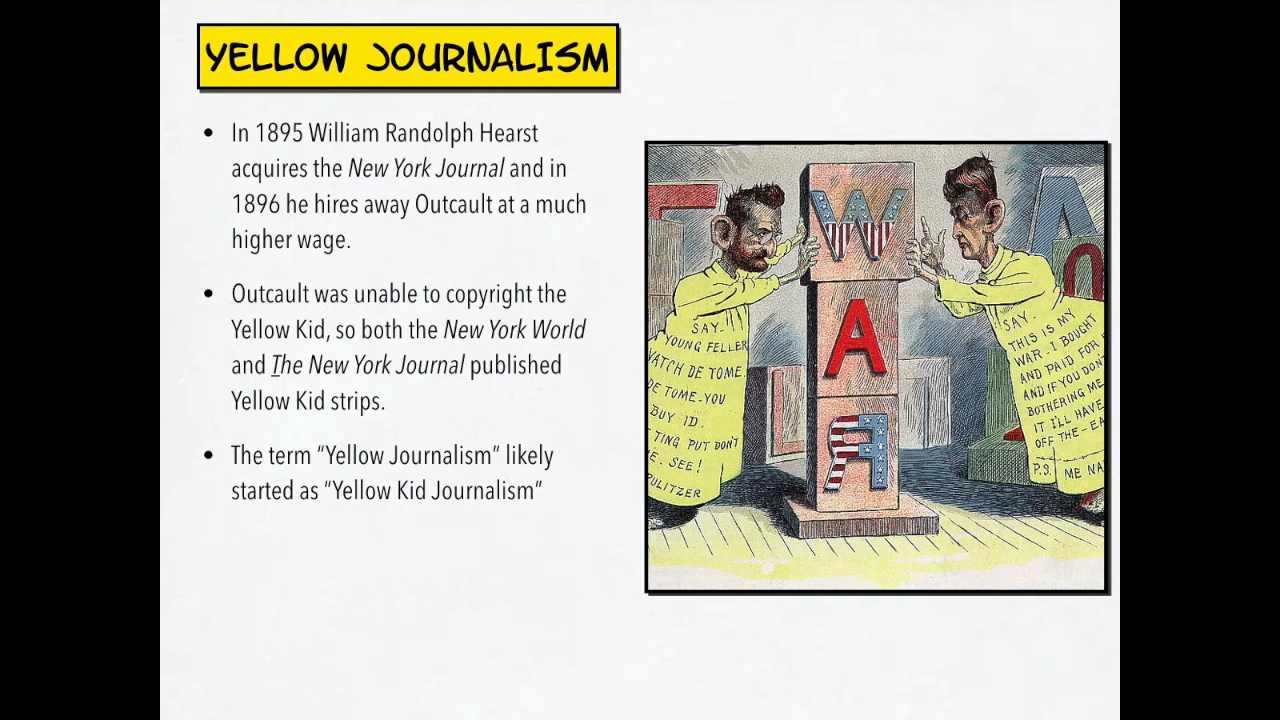 YELLOW JOURNALISM
• In 1895 William Randolph Hearst
acquires the New York Journal and in
1896 he hires away Outcault at a much
higher wage.
• Outcault was unable to copyright the
Yellow Kid, so both the New York World
and The New York Journal published
Yellow Kid strips.
• The term “Yellow Journalism” likely
started as “Yellow Kid Journalism”
W
A
R
SAY-
YOUNG FELLER
WATCH DE TOME.
DE TOME-YOU
BUY ID.
TING PUT DON'T
E. SEE!
PULITZER
SAY-
THIS IS MY
WAR-I BOUGHT
AND PAID FOR
AND IF YOU DON'
BOTHERING ME
IT I'LL HAVE
OFF THE-EA
P.S. ME NA